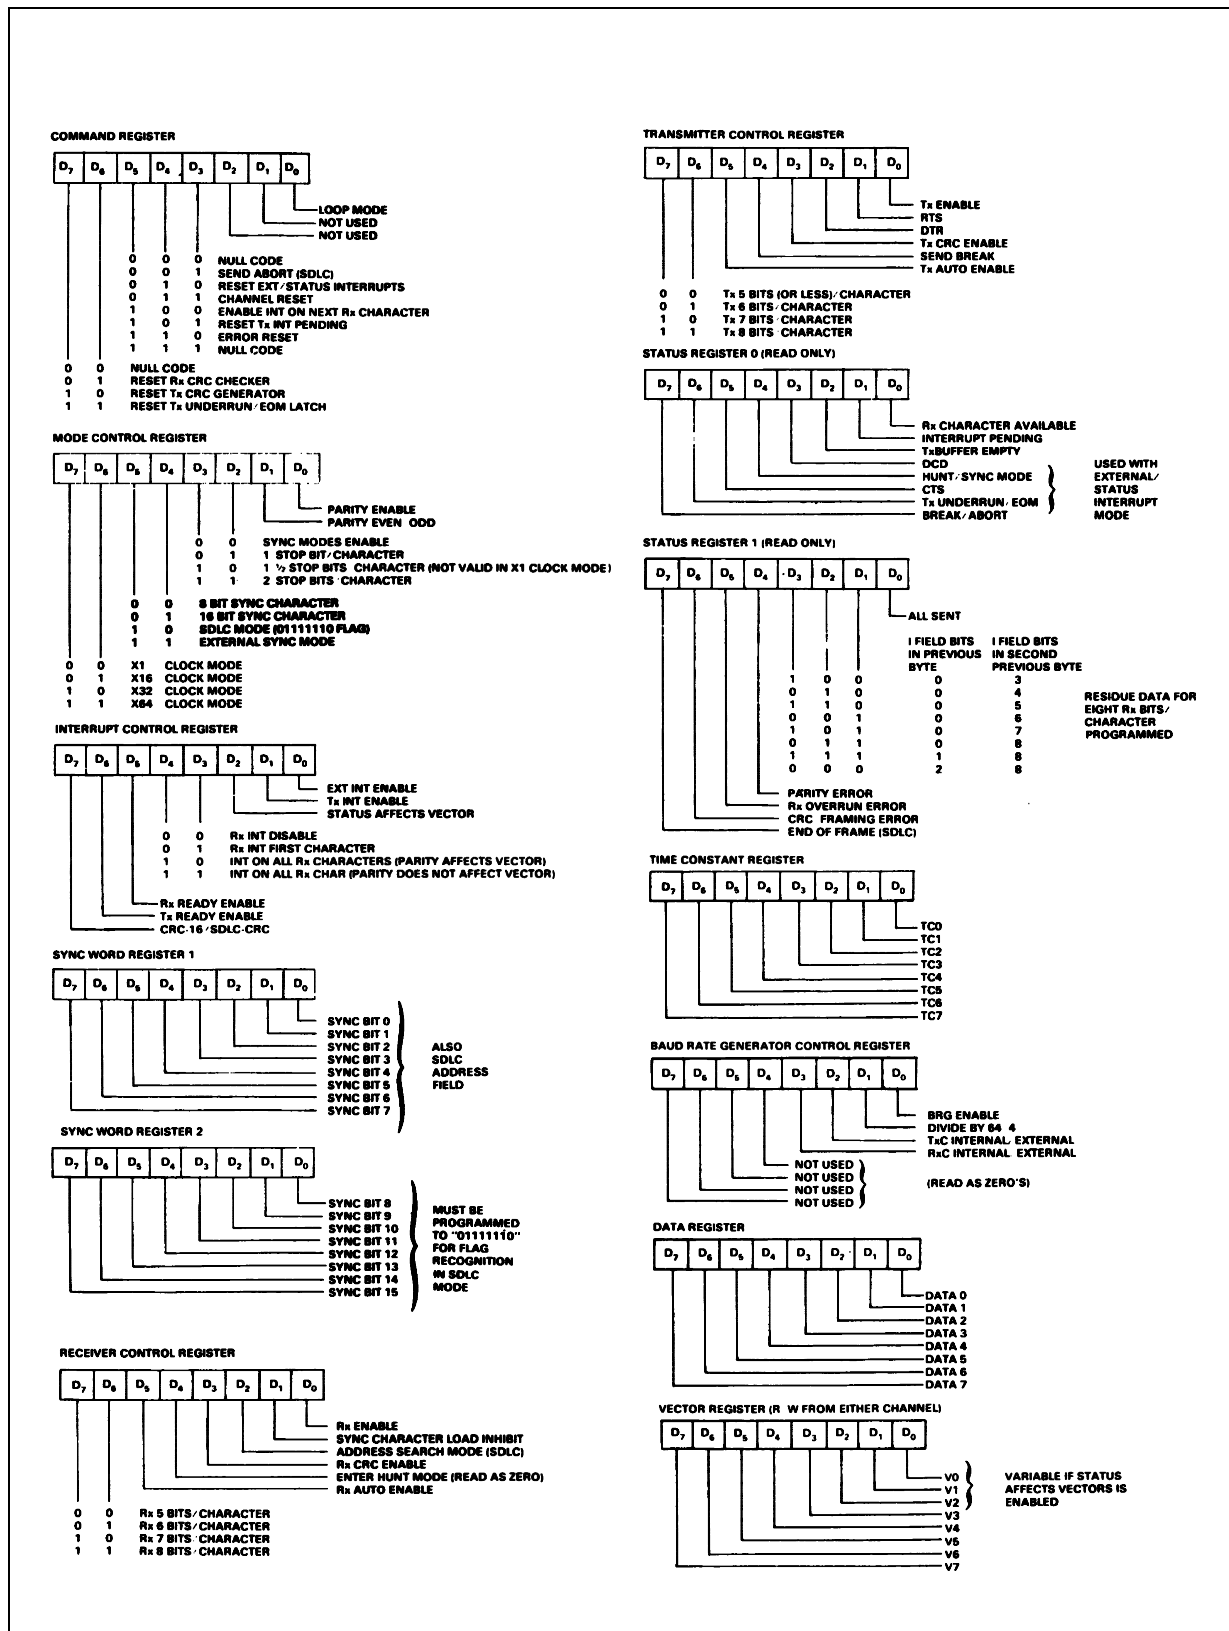 COMMAND REGISTER
D7 D6 D5 D4 D3 D2 D1 D0
LOOP MODE
NOT USED
NOT USED
0 0 0 NULL CODE
0 0 1 SEND ABORT (SDLC)
0 1 0 RESET EXT/STATUS INTERRUPTS
0 1 1 CHANNEL RESET
1 0 0 ENABLE INT ON NEXT Rx CHARACTER
1 0 1 RESET Tx INT PENDING
1 1 0 ERROR RESET
1 1 1 NULL CODE
0 0 NULL CODE
0 1 RESET Rx CRC CHECKER
1 0 RESET Tx CRC GENERATOR
1 1 RESET Tx UNDERRUN/EOM LATCH
MODE CONTROL REGISTER
D7 D6 D5 D4 D3 D2 D1 D0
PARITY ENABLE
PARITY EVEN ODD
0 0 SYNC MODES ENABLE
0 1 1 STOP BIT/CHARACTER
1 0 1 ½ STOP BITS CHARACTER (NOT VALID IN X1 CLOCK MODE)
1 1 2 STOP BITS CHARACTER
0 0 8 BIT SYNC CHARACTER
0 1 16 BIT SYNC CHARACTER
1 0 SDLC MODE (01111110 FLAG)
1 1 EXTERNAL SYNC MODE
0 0 X1 CLOCK MODE
0 1 X16 CLOCK MODE
1 0 X32 CLOCK MODE
1 1 X64 CLOCK MODE
INTERRUPT CONTROL REGISTER
D7 D6 D5 D4 D3 D2 D1 D0
EXT INT ENABLE
Tx INT ENABLE
STATUS AFFECTS VECTOR
0 0 Rx INT DISABLE
0 1 Rx INT FIRST CHARACTER
1 0 INT ON ALL Rx CHARACTERS (PARITY AFFECTS VECTOR)
1 1 INT ON ALL Rx CHAR (PARITY DOES NOT AFFECT VECTOR)
Rx READY ENABLE
Tx READY ENABLE
CRC-16/SDLC-CRC
SYNC WORD REGISTER 1
D7 D6 D5 D4 D3 D2 D1 D0
SYNC BIT 0
SYNC BIT 1
SYNC BIT 2
SYNC BIT 3
SYNC BIT 4
SYNC BIT 5
SYNC BIT 6
SYNC BIT 7
ALSO
SDLC
ADDRESS
FIELD
SYNC WORD REGISTER 2
D7 D6 D5 D4 D3 D2 D1 D0
SYNC BIT 8
SYNC BIT 9
SYNC BIT 10
SYNC BIT 11
SYNC BIT 12
SYNC BIT 13
SYNC BIT 14
SYNC BIT 15
MUST BE
PROGRAMMED
TO "01111110"
FOR FLAG
RECOGNITION
IN SDLC
MODE
RECEIVER CONTROL REGISTER
D7 D6 D5 D4 D3 D2 D1 D0
Rx ENABLE
SYNC CHARACTER LOAD INHIBIT
ADDRESS SEARCH MODE (SDLC)
Rx CRC ENABLE
ENTER HUNT MODE (READ AS ZERO)
Rx AUTO ENABLE
0 0 Rx 5 BITS/CHARACTER
0 1 Rx 6 BITS/CHARACTER
1 0 Rx 7 BITS/CHARACTER
1 1 Rx 8 BITS/CHARACTER
TRANSMITTER CONTROL REGISTER
D7 D6 D5 D4 D3 D2 D1 D0
Tx ENABLE
RTS
DTR
Tx CRC ENABLE
SEND BREAK
Tx AUTO ENABLE
0 0 Tx 5 BITS (OR LESS)/CHARACTER
0 1 Tx 6 BITS/CHARACTER
1 0 Tx 7 BITS CHARACTER
1 1 Tx 8 BITS CHARACTER
STATUS REGISTER 0 (READ ONLY)
D7 D6 D5 D4 D3 D2 D1 D0
Rx CHARACTER AVAILABLE
INTERRUPT PENDING
TxBUFFER EMPTY
DCD
HUNT/SYNC MODE
CTS
Tx UNDERRUN/EOM
BREAK/ABORT
USED WITH
EXTERNAL/
STATUS
INTERRUPT
MODE
STATUS REGISTER 1 (READ ONLY)
D7 D6 D5 D4 D3 D2 D1 D0
ALL SENT
I FIELD BITS I FIELD BITS
IN PREVIOUS IN SECOND
BYTE PREVIOUS BYTE
1 0 0 0 3
0 1 0 0 4
1 1 0 0 5
0 0 1 0 6
1 0 1 0 7
0 1 1 0 8
1 1 1 1 8
0 0 0 2 8
RESIDUE DATA FOR
EIGHT Rx BITS/
CHARACTER
PROGRAMMED
PARITY ERROR
Rx OVERRUN ERROR
CRC FRAMING ERROR
END OF FRAME (SDLC)
TIME CONSTANT REGISTER
D7 D6 D5 D4 D3 D2 D1 D0
TC0
TC1
TC2
TC3
TC4
TC5
TC6
TC7
BAUD RATE GENERATOR CONTROL REGISTER
D7 D6 D5 D4 D3 D2 D1 D0
BRG ENABLE
DIVIDE BY 64 4
TxC INTERNAL EXTERNAL
RxC INTERNAL EXTERNAL
NOT USED
NOT USED
NOT USED
NOT USED
(READ AS ZERO'S)
DATA REGISTER
D7 D6 D5 D4 D3 D2 D1 D0
DATA 0
DATA 1
DATA 2
DATA 3
DATA 4
DATA 5
DATA 6
DATA 7
VECTOR REGISTER (R W FROM EITHER CHANNEL)
D7 D6 D5 D4 D3 D2 D1 D0
V0
V1
V2
V3
V4
V5
V6
V7
VARIABLE IF STATUS
AFFECTS VECTORS IS
ENABLED